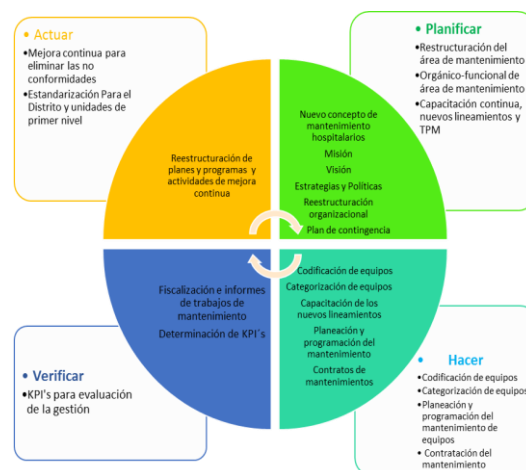 • Actuar
•Mejora continua para
eliminar las no
conformidades
•Estandarización Para el
Distrito y unidades de
primer nivel
• Planificar
•Restructuración del
área de mantenimiento
•Orgánico-funcional de
área de mantenimiento
•Capacitación continua,
nuevos lineamientos y
TPM
Reestructuración de
planes y programas y
actividades de mejora
continua
Nuevo concepto de
mantenimiento
hospitalarios
Misión
Visión
Estrategias y Políticas
Reestructuración
organizacional
Plan de contingencia
Fiscalización e informes
de trabajos de
mantenimiento
Determinación de KPI´s
Codificación de equipos
Categorización de equipos
Capacitación de los
nuevos lineamientos
Planeación y
programación del
mantenimiento
Contratos de
mantenimientos
• Verificar
•KPI's para evaluación
de la gestión
• Hacer
•Codificación de equipos
•Categorización de equipos
•Planeación y
programación del
mantenimiento de
equipos
• Contratación del
mantenimiento